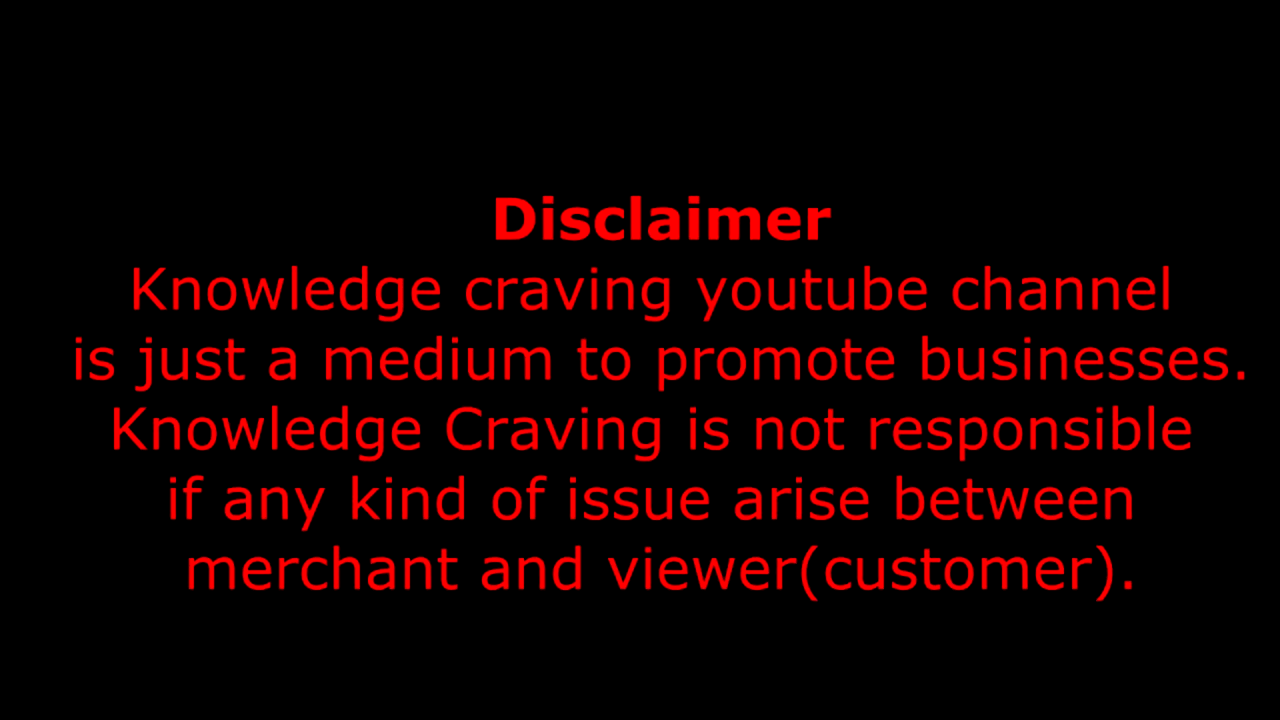 Disclaimer
Knowledge craving youtube channel
is just a medium to promote businesses.
Knowledge Craving is not responsible
if any kind of issue arise between
merchant and viewer(customer).